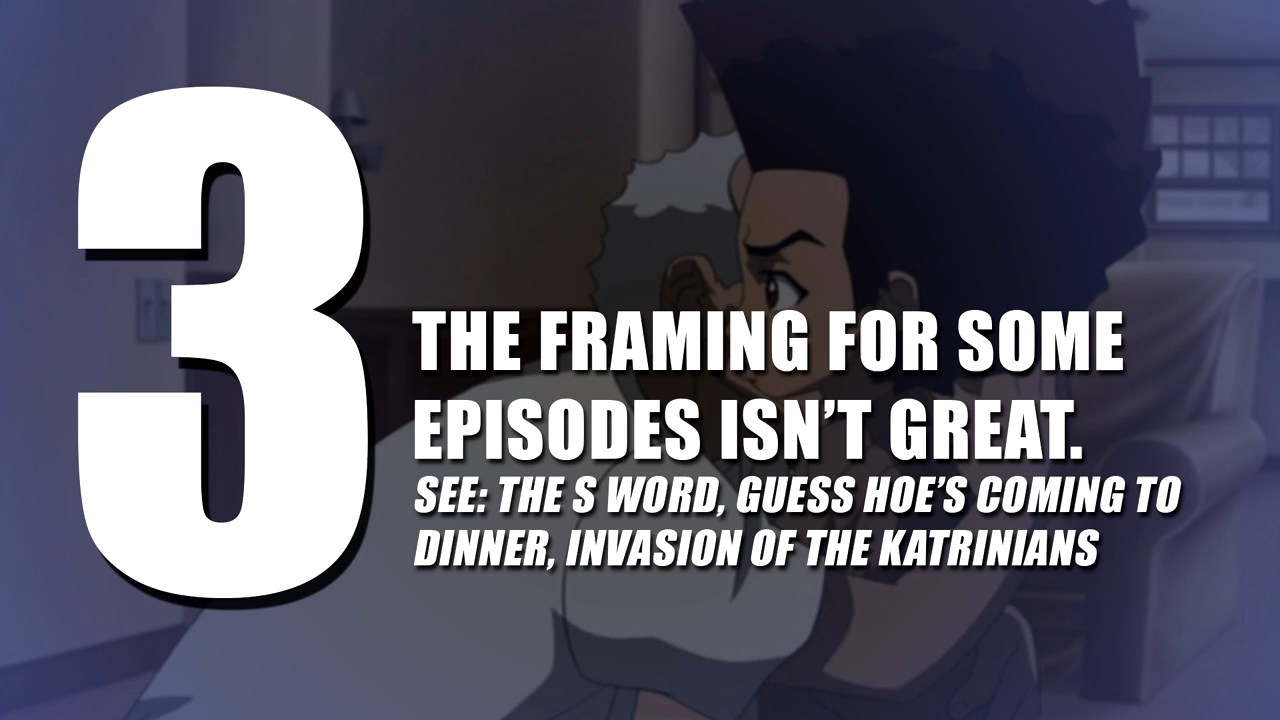 3
THE FRAMING FOR SOME
EPISODES ISN’T GREAT.
SEE: THE S WORD, GUESS HOE’S COMING TO
DINNER, INVASION OF THE KATRINIANS